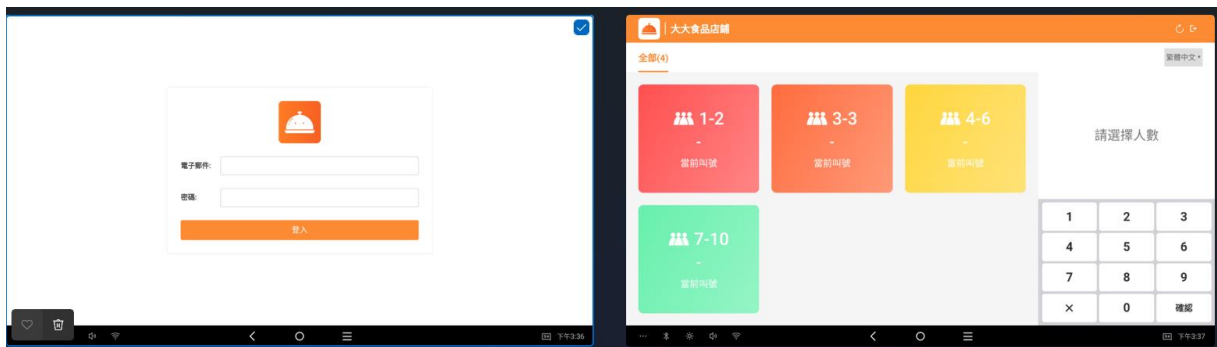 電子郵件:
密碼:
登入
下午3:36
大大食品店鋪
全部(4)
繁體中文
1-2
-
當前叫號
3-3
-
當前叫號
4-6
-
當前叫號
7-10
-
當前叫號
請選擇人數
1 2 3
4 5 6
7 8 9
× 0 確認
下午3:37